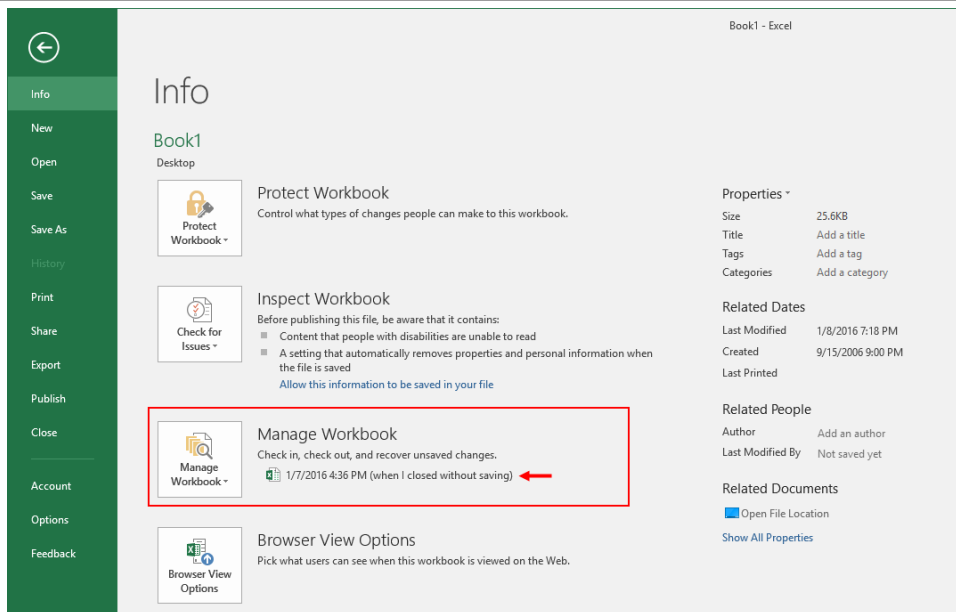 Book1 - Excel
Info
New
Open
Save
Save As
History
Print
Share
Export
Publish
Close
Account
Options
Feedback
Info
Book1
Desktop
Protect
Workbook
Protect Workbook
Control what types of changes people can make to this workbook.
Check for
Issues
Inspect Workbook
Before publishing this file, be aware that it contains:
Content that people with disabilities are unable to read
A setting that automatically removes properties and personal information when
the file is saved
Allow this information to be saved in your file
Manage
Workbook
Manage Workbook
Check in, check out, and recover unsaved changes.
1/7/2016 4:36 PM (when I closed without saving)
Browser View
Options
Browser View Options
Pick what users can see when this workbook is viewed on the Web.
Properties
Size 25.6KB
Title Add a title
Tags Add a tag
Categories Add a category
Related Dates
Last Modified 1/8/2016 7:18 PM
Created 9/15/2006 9:00 PM
Last Printed
Related People
Author Add an author
Last Modified By Not saved yet
Related Documents
Open File Location
Show All Properties